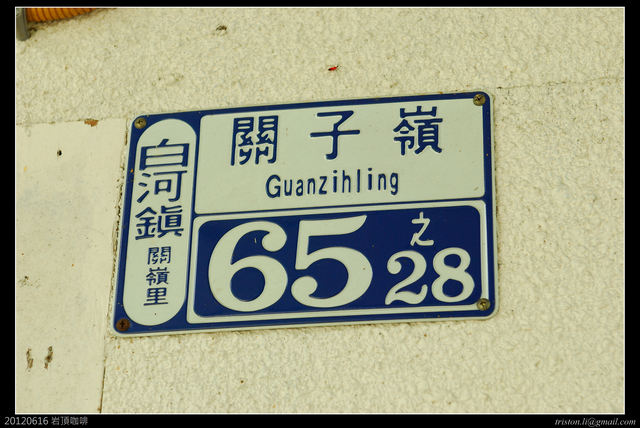 白河鎮
關嶺里
關子嶺
Guanzihling
65之28
20120616 岩頂咖啡
triston.li@gmail.com